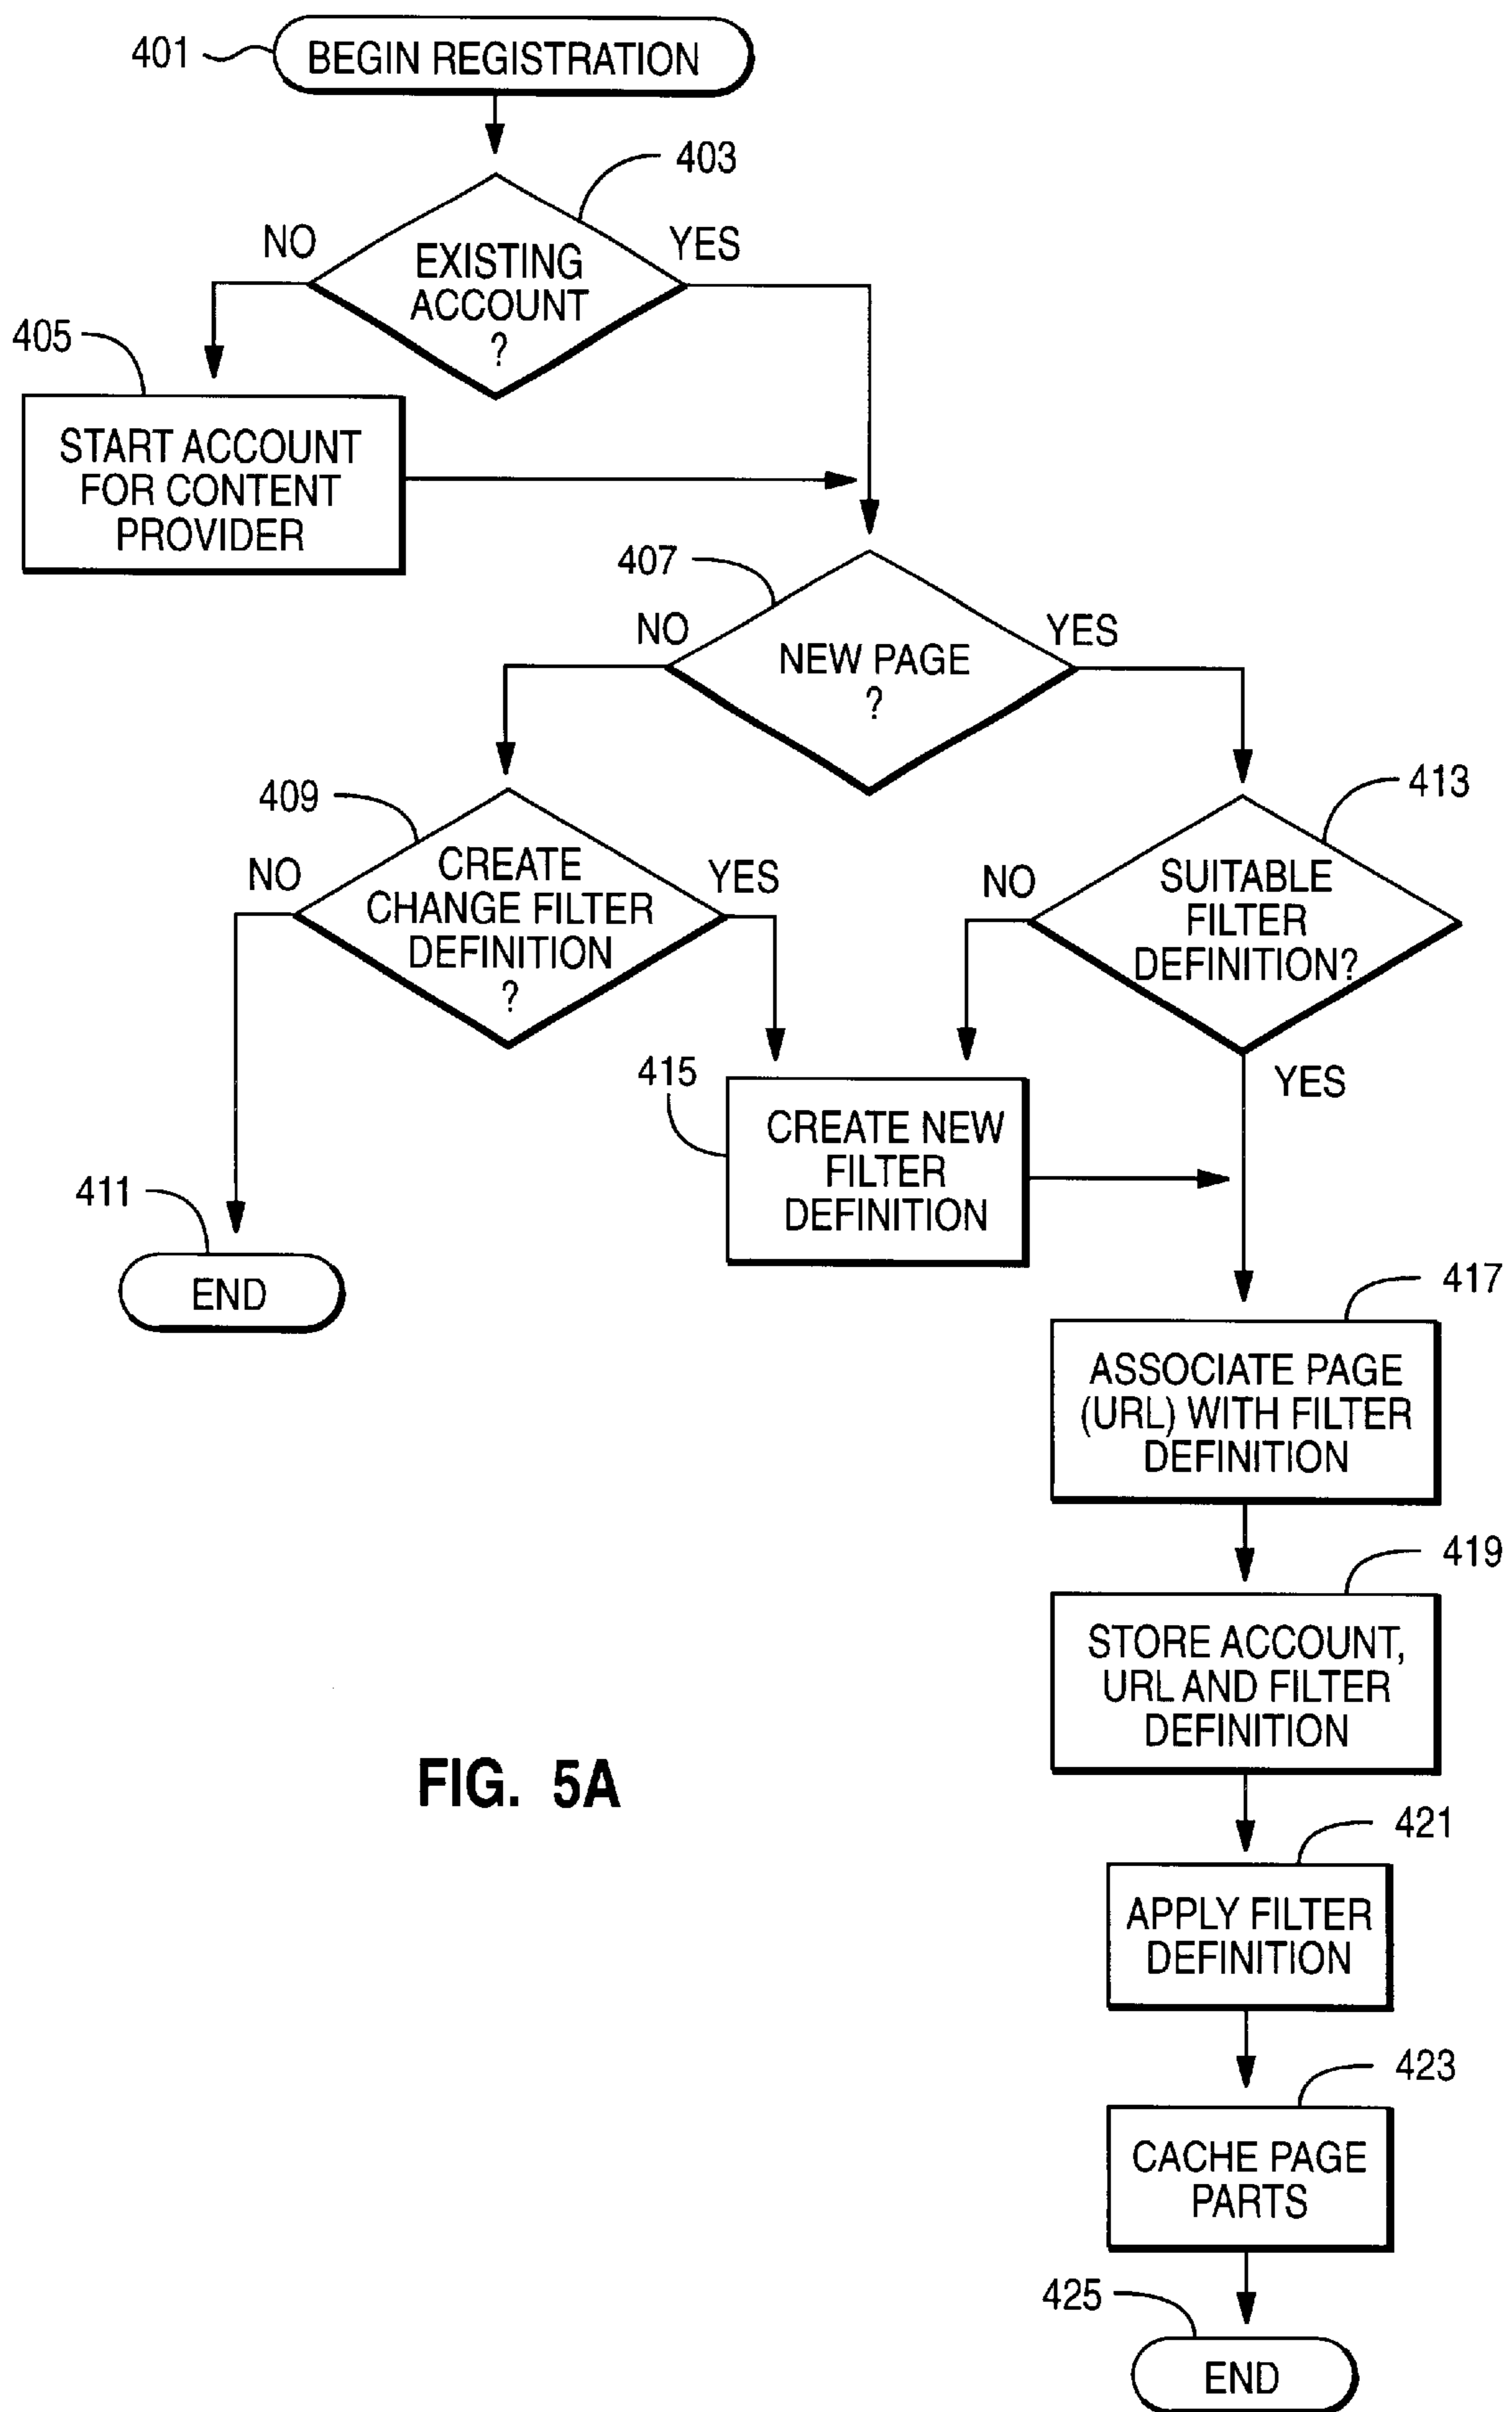 401
BEGIN REGISTRATION
403
NO
YES
EXISTING
ACCOUNT
?
405
START ACCOUNT
FOR CONTENT
PROVIDER
407
NO
YES
NEW PAGE
?
409
NO
YES
CREATE
CHANGE FILTER
DEFINITION
?
413
NO
SUITABLE
FILTER
DEFINITION?
YES
415
CREATE NEW
FILTER
DEFINITION
411
END
417
ASSOCIATE PAGE
(URL) WITH FILTER
DEFINITION
419
STORE ACCOUNT,
URL AND FILTER
DEFINITION
FIG. 5A
421
APPLY FILTER
DEFINITION
423
CACHE PAGE
PARTS
425
END